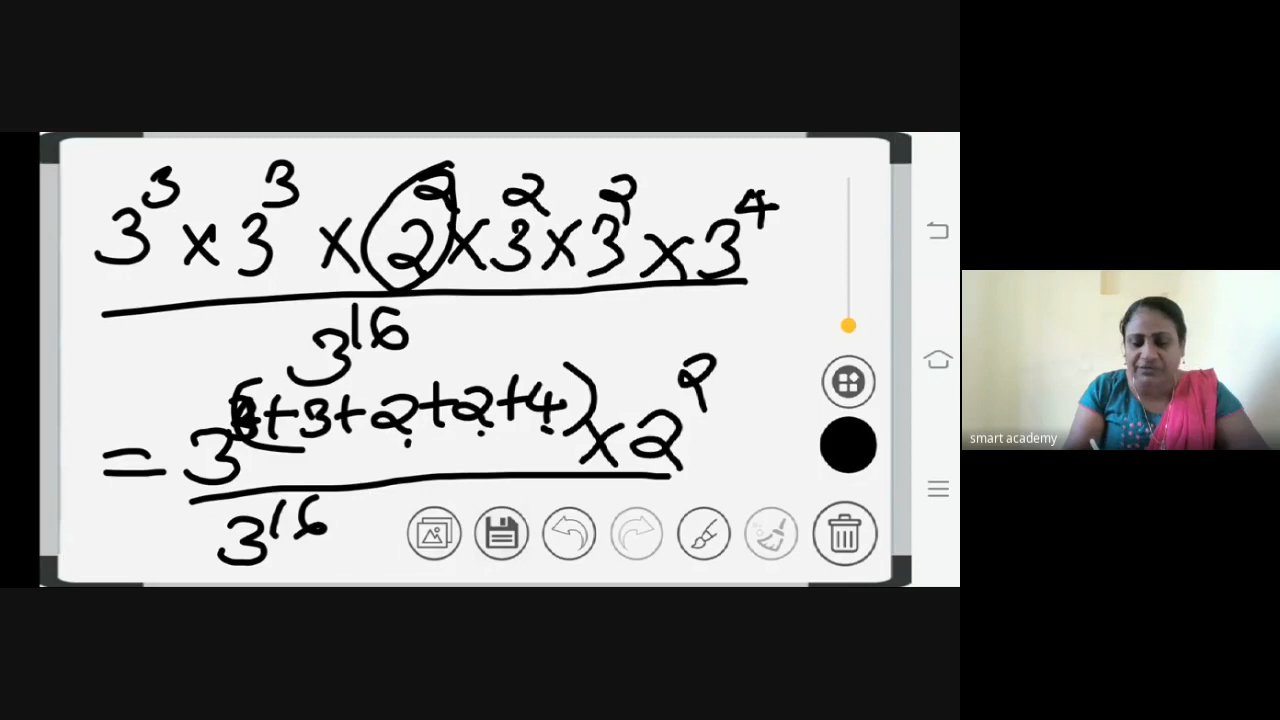 3³ × 3³ × 2² × 3² × 3² × 3⁴
3¹⁶
= 3⁽³⁺³⁺²⁺²⁺⁴⁾ × 2²
3¹⁶
smart academy